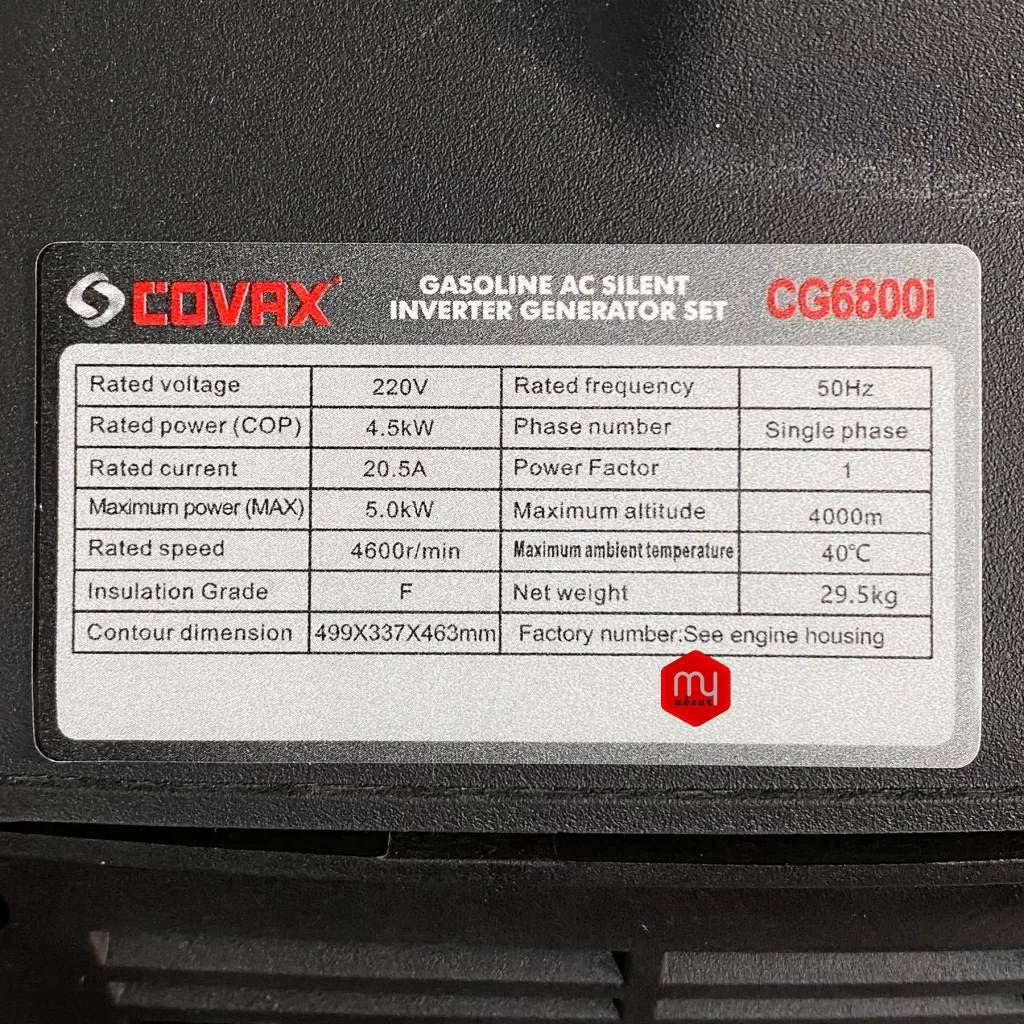 COVAX
GASOLINE AC SILENT
INVERTER GENERATOR SET
CG6800i
Rated voltage 220V Rated frequency 50Hz
Rated power (COP) 4.5kW Phase number Single phase
Rated current 20.5A Power Factor 1
Maximum power (MAX) 5.0kW Maximum altitude 4000m
Rated speed 4600r/min Maximum ambient temperature 40℃
Insulation Grade F Net weight 29.5kg
Contour dimension 499X337X463mm Factory number:See engine housing
my
abzar